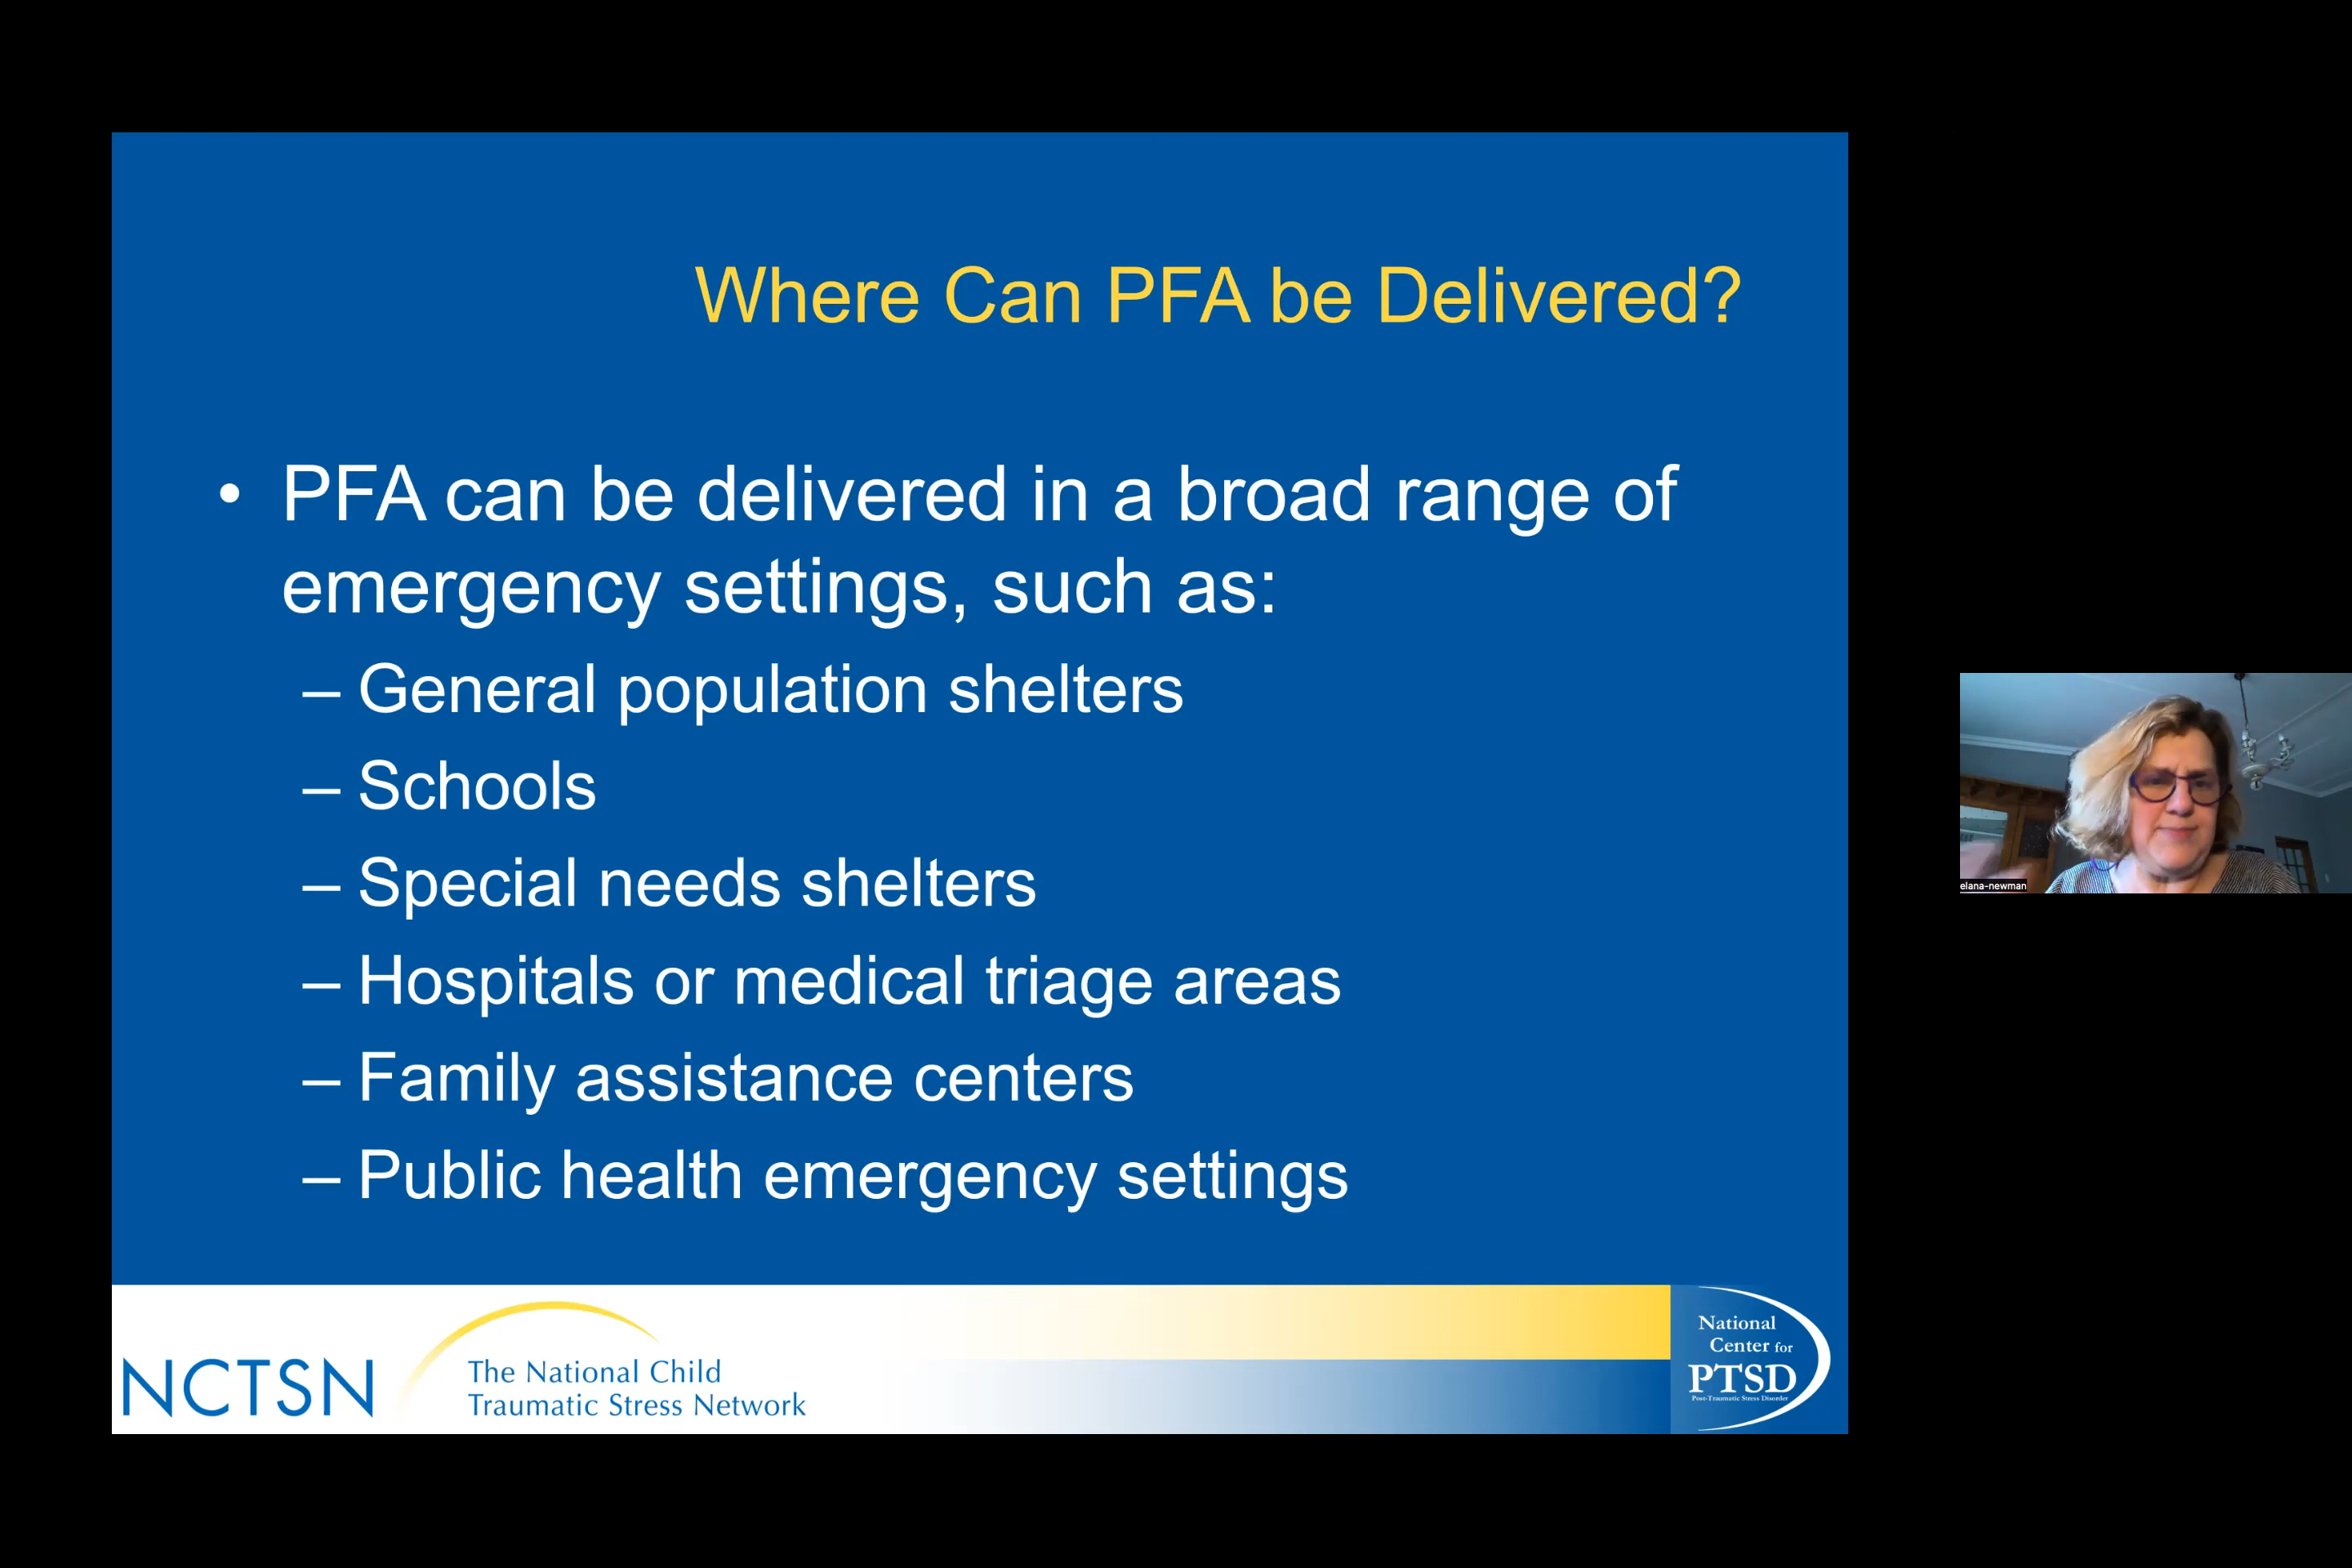 Where Can PFA be Delivered?
• PFA can be delivered in a broad range of
emergency settings, such as:
– General population shelters
– Schools
– Special needs shelters
– Hospitals or medical triage areas
– Family assistance centers
– Public health emergency settings
NCTSN
The National Child
Traumatic Stress Network
National
Center for
PTSD
Post-Traumatic Stress Disorder
elana-newman